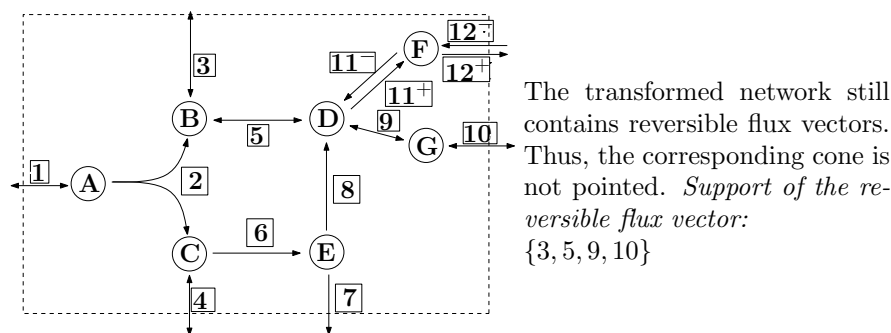 12⁻
F
11⁻
12⁺
3
11⁺
B
D
9
5
G
10
1
A
2
8
6
C
E
4
7
The transformed network still
contains reversible flux vectors.
Thus, the corresponding cone is
not pointed. Support of the re-
versible flux vector:
{3, 5, 9, 10}